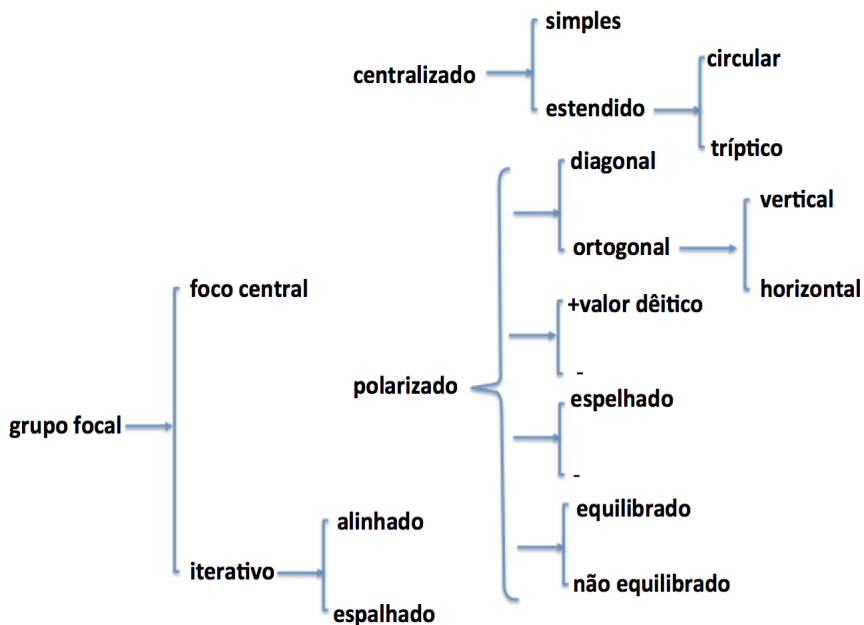 simples
centralizado
circular
estendido
tríptico
diagonal
vertical
ortogonal
foco central
horizontal
+valor dêitico
-
polarizado
espelhado
grupo focal
-
equilibrado
alinhado
iterativo
não equilibrado
espalhado